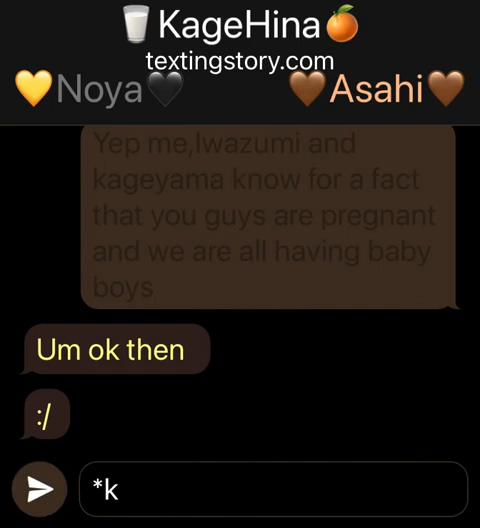 🥛KageHina🍊
textingstory.com
💛Noya🖤
🤎Asahi🤎
Yep me,Iwazumi and
kageyama know for a fact
that you guys are pregnant
and we are all having baby
boys
Um ok then
:/
*k